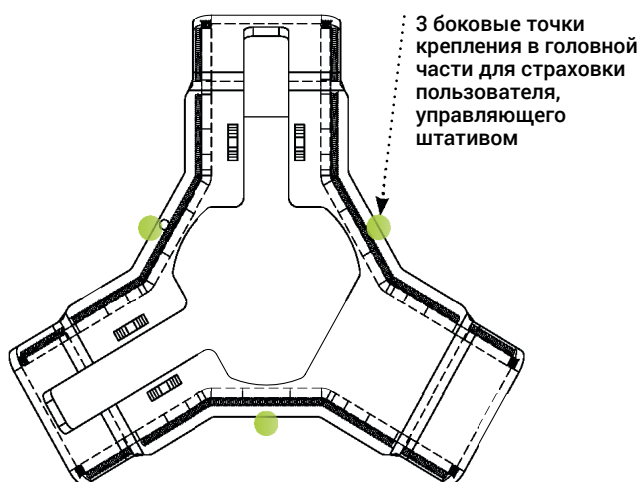 3 боковые точки
крепления в головной
части для страховки
пользователя,
управляющего
штативом